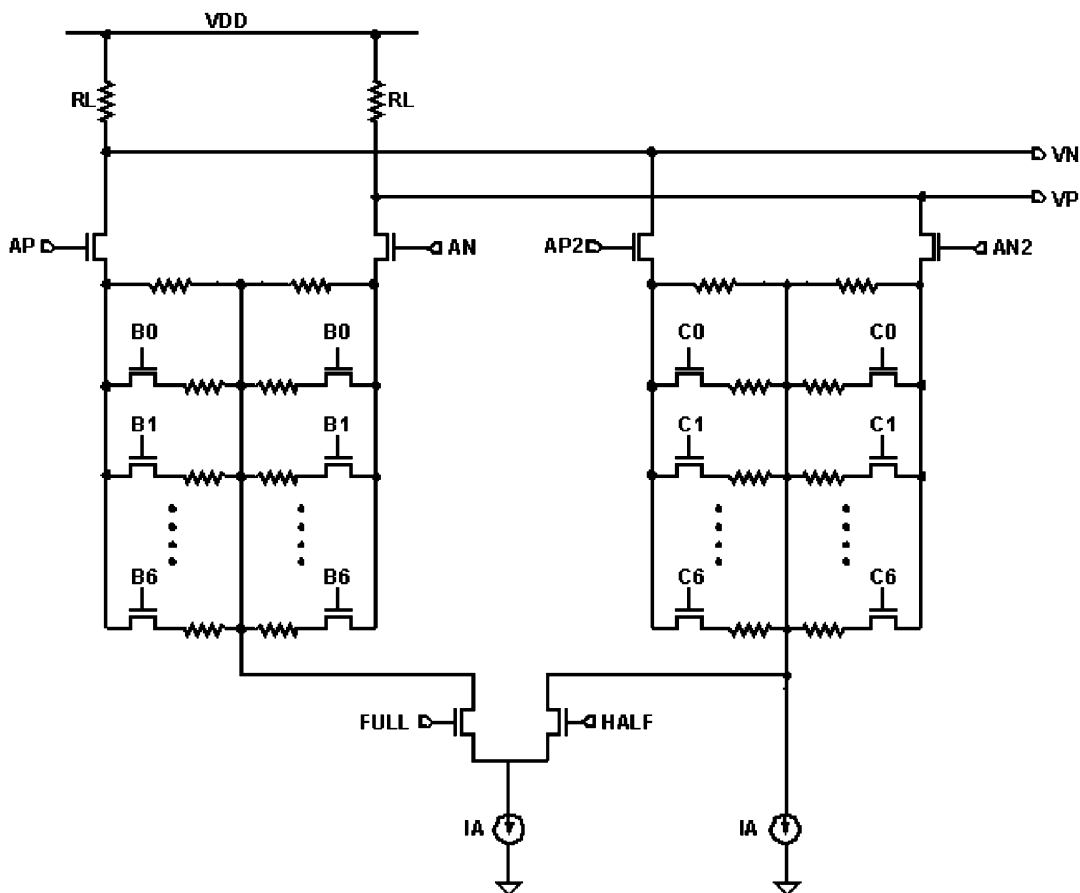 VDD
RL RL
VN
VP
AP AN AP2 AN2
B0 B0 C0 C0
B1 B1 C1 C1
B6 B6 C6 C6
FULL HALF
IA IA